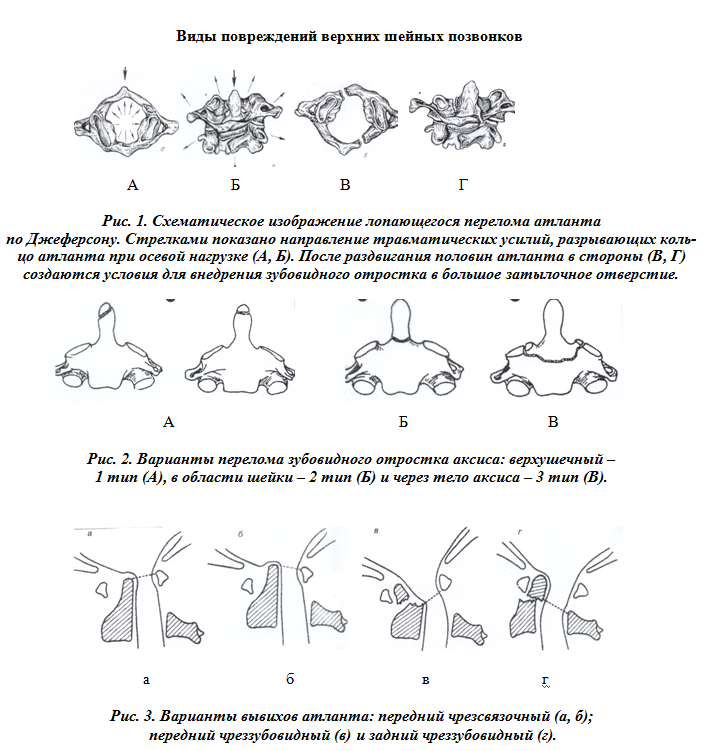 Виды повреждений верхних шейных позвонков
А Б В Г
Рис. 1. Схематическое изображение лопающегося перелома атланта
по Джеферсону. Стрелками показано направление травматических усилий, разрывающих коль-
цо атланта при осевой нагрузке (А, Б). После раздвигания половин атланта в стороны (В, Г)
создаются условия для внедрения зубовидного отростка в большое затылочное отверстие.
А Б В
Рис. 2. Варианты перелома зубовидного отростка аксиса: верхушечный –
1 тип (А), в области шейки – 2 тип (Б) и через тело аксиса – 3 тип (В).
а б в г
а б в г
Рис. 3. Варианты вывихов атланта: передний чрезсвязочный (а, б);
передний чреззубовидный (в) и задний чреззубовидный (г).